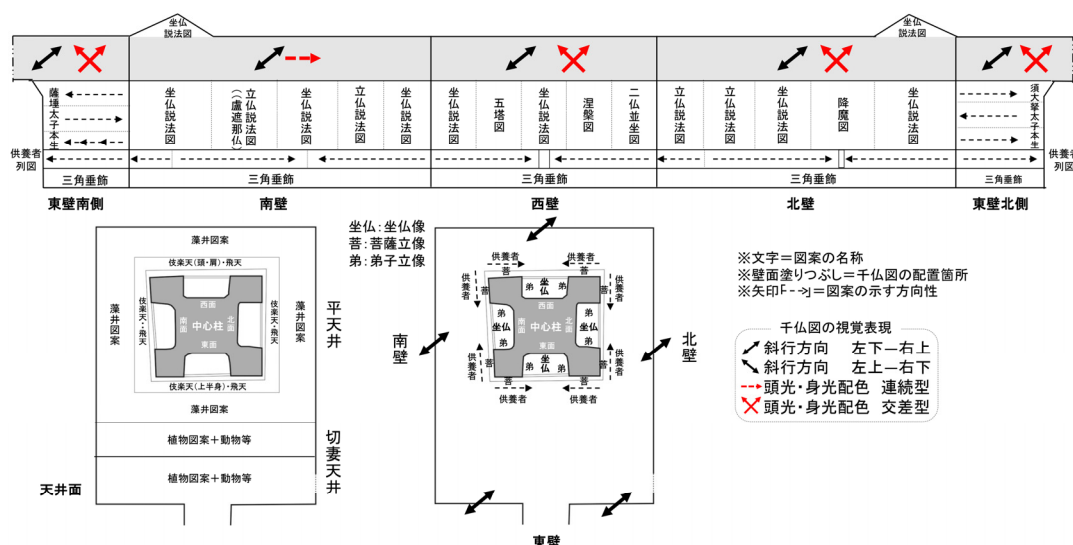 坐仏
説法図
坐仏
説法図
薩埵太子本生
坐仏説法図
立仏説法図
(盧遮那仏)
坐仏説法図
立仏説法図
坐仏説法図
坐仏説法図
五塔図
坐仏説法図
涅槃図
二仏並坐図
立仏説法図
立仏説法図
坐仏説法図
降魔図
坐仏説法図
須大拏太子本生
供養者
列図
供養者
列図
三角垂飾
三角垂飾
三角垂飾
三角垂飾
三角垂飾
東壁南側
南壁
西壁
北壁
東壁北側
藻井図案
伎楽天(頭・肩)・飛天
藻井図案
伎楽天・飛天
西面
南面
中心柱
北面
東面
伎楽天・飛天
藻井図案
伎楽天(上半身)・飛天
藻井図案
植物図案+動物等
植物図案+動物等
平天井
切妻天井
天井面
坐仏:坐仏像
菩:菩薩立像
弟:弟子立像
供養者
供養者
菩
菩
供養者
菩
弟
坐仏
弟
菩
供養者
西面
弟
坐仏
弟
南面
中心柱
北面
弟
坐仏
弟
東面
供養者
菩
弟
坐仏
弟
菩
供養者
菩
菩
供養者
供養者
南壁
北壁
東壁
※文字=図案の名称
※壁面塗りつぶし=千仏図の配置箇所
※矢印=図案の示す方向性
千仏図の視覚表現
斜行方向 左下―右上
斜行方向 左上―右下
頭光・身光配色 連続型
頭光・身光配色 交差型